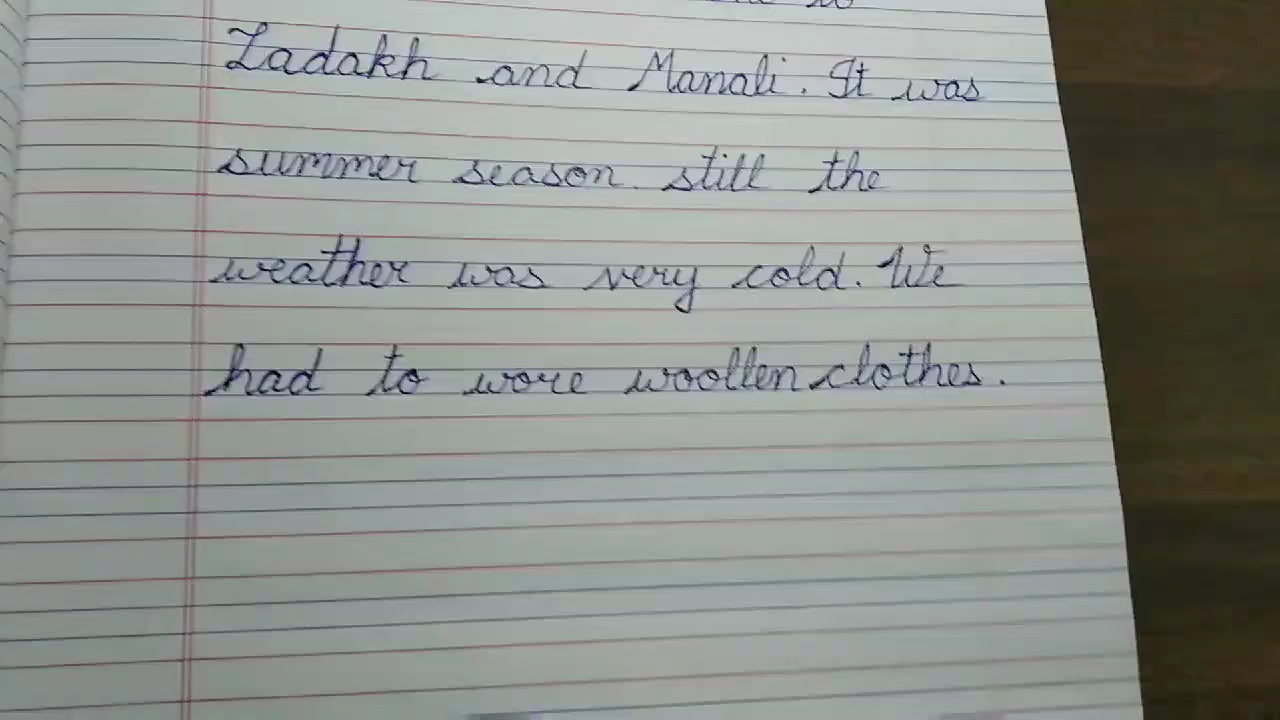 Ladakh and Manali. It was
summer season still the
weather was very cold. We
had to wore woollen clothes.